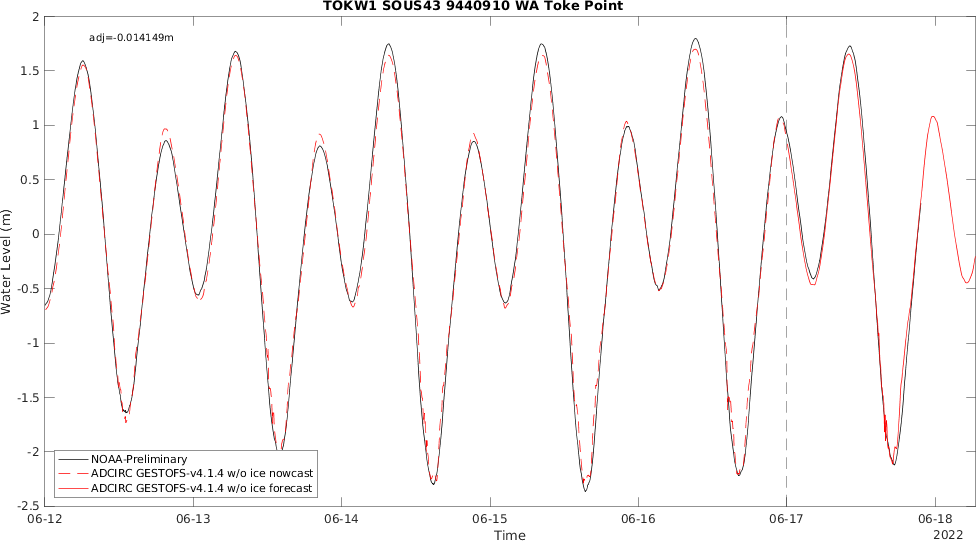 TOKW1 SOUS43 9440910 WA Toke Point
adj=-0.014149m
2
1.5
1
0.5
0
-0.5
-1
-1.5
-2
-2.5
Water Level (m)
NOAA-Preliminary
ADCIRC GESTOFS-v4.1.4 w/o ice nowcast
ADCIRC GESTOFS-v4.1.4 w/o ice forecast
06-12 06-13 06-14 06-15 06-16 06-17 06-18
Time
2022